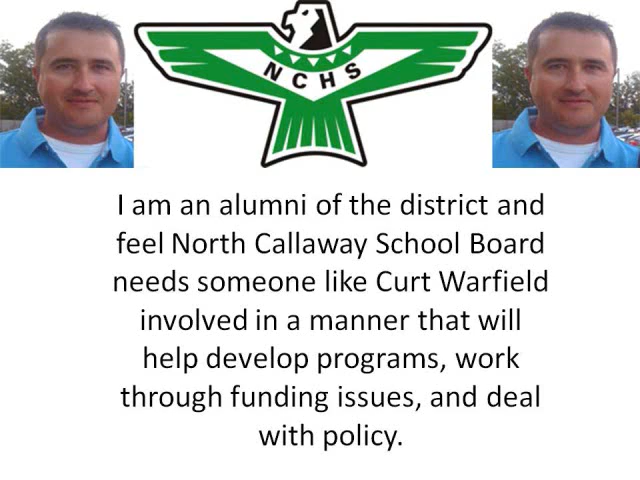 NCHS
I am an alumni of the district and
feel North Callaway School Board
needs someone like Curt Warfield
involved in a manner that will
help develop programs, work
through funding issues, and deal
with policy.